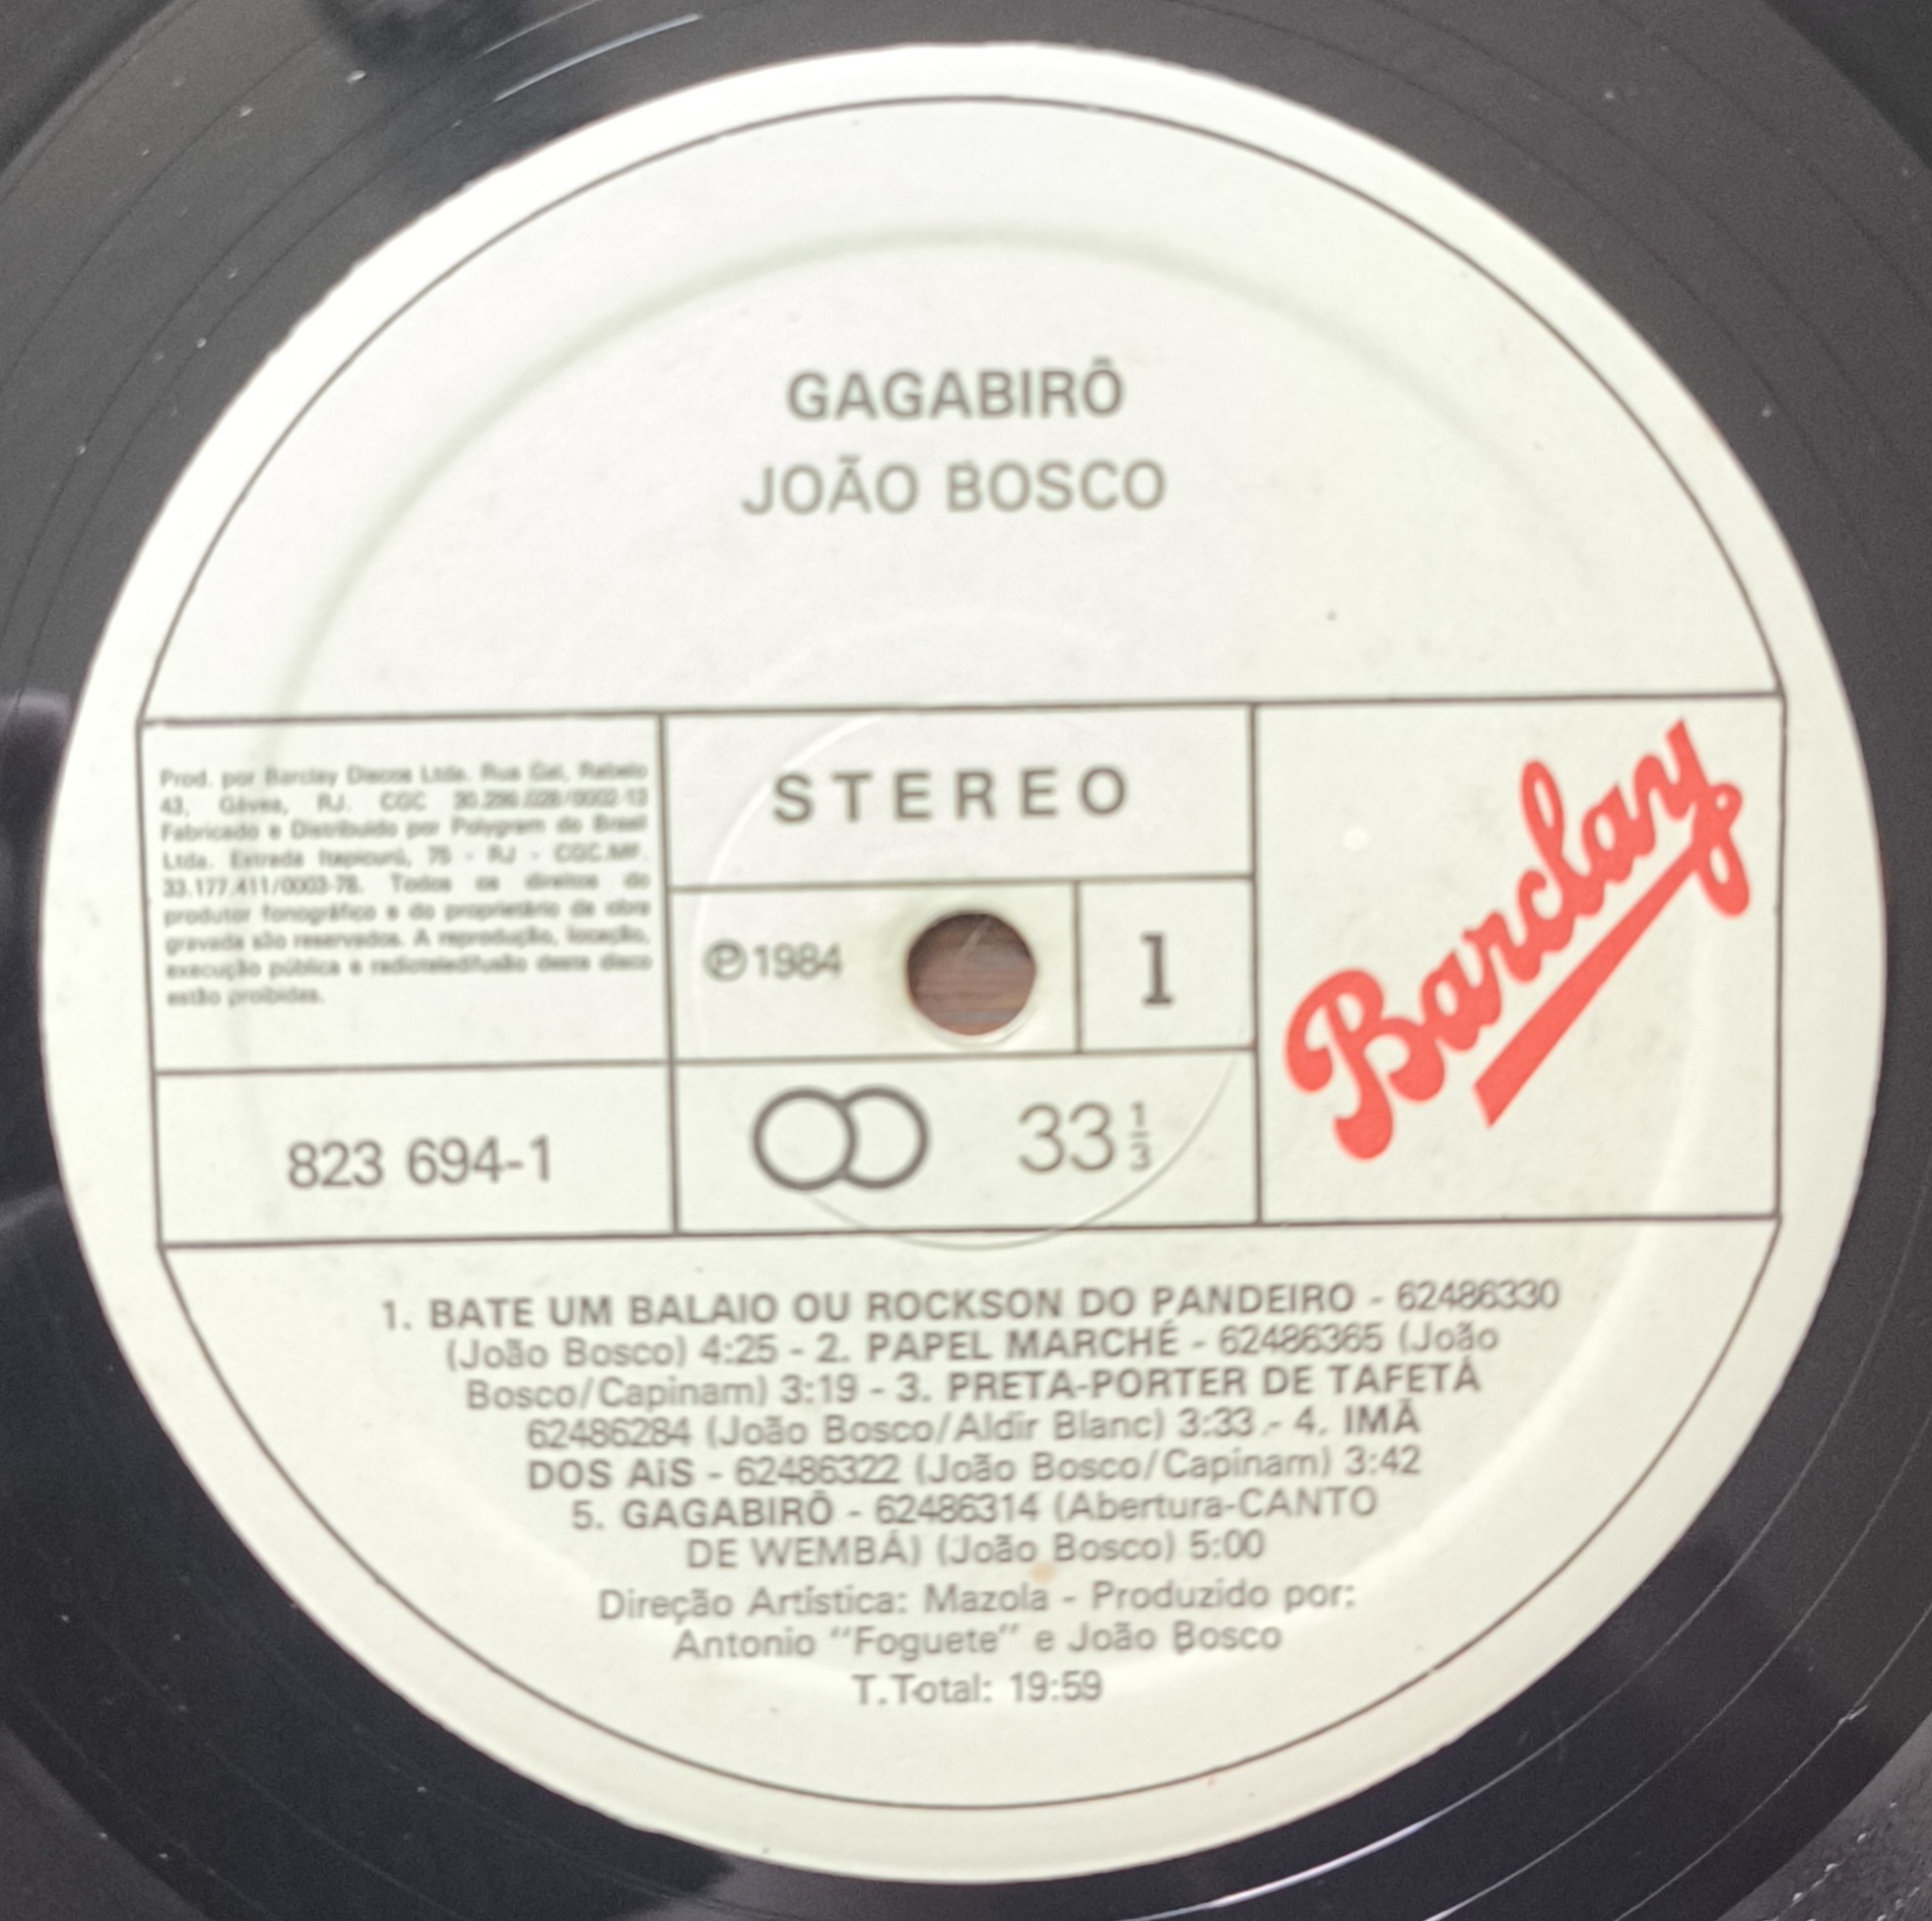 GAGABIRÔ
JOÃO BOSCO
Prod. por Barclay Discos Ltda. Rua Gal. Rabelo
43, Gávea, RJ. CGC 30.286.028/0002-13
Fabricado e Distribuído por Polygram do Brasil
Ltda. Estrada Itapicurú, 75 - RJ - CGC.MF.
33.177.411/0003-78. Todos os direitos do
produtor fonográfico e do proprietário da obra
gravada são reservados. A reprodução, locação,
execução pública e radioteledifusão deste disco
estão proibidas.
STEREO
℗ 1984
1
Barclay
823 694-1
33 1/3
1. BATE UM BALAIO OU ROCKSON DO PANDEIRO - 62486330
(João Bosco) 4:25 - 2. PAPEL MARCHÉ - 62486365 (João
Bosco/Capinam) 3:19 - 3. PRETA-PORTER DE TAFETÁ
62486284 (João Bosco/Aldir Blanc) 3:33 - 4. IMÃ
DOS AiS - 62486322 (João Bosco/Capinam) 3:42
5. GAGABIRÔ - 62486314 (Abertura-CANTO
DE WEMBÁ) (João Bosco) 5:00
Direção Artística: Mazola - Produzido por:
Antonio "Foguete" e João Bosco
T.Total: 19:59